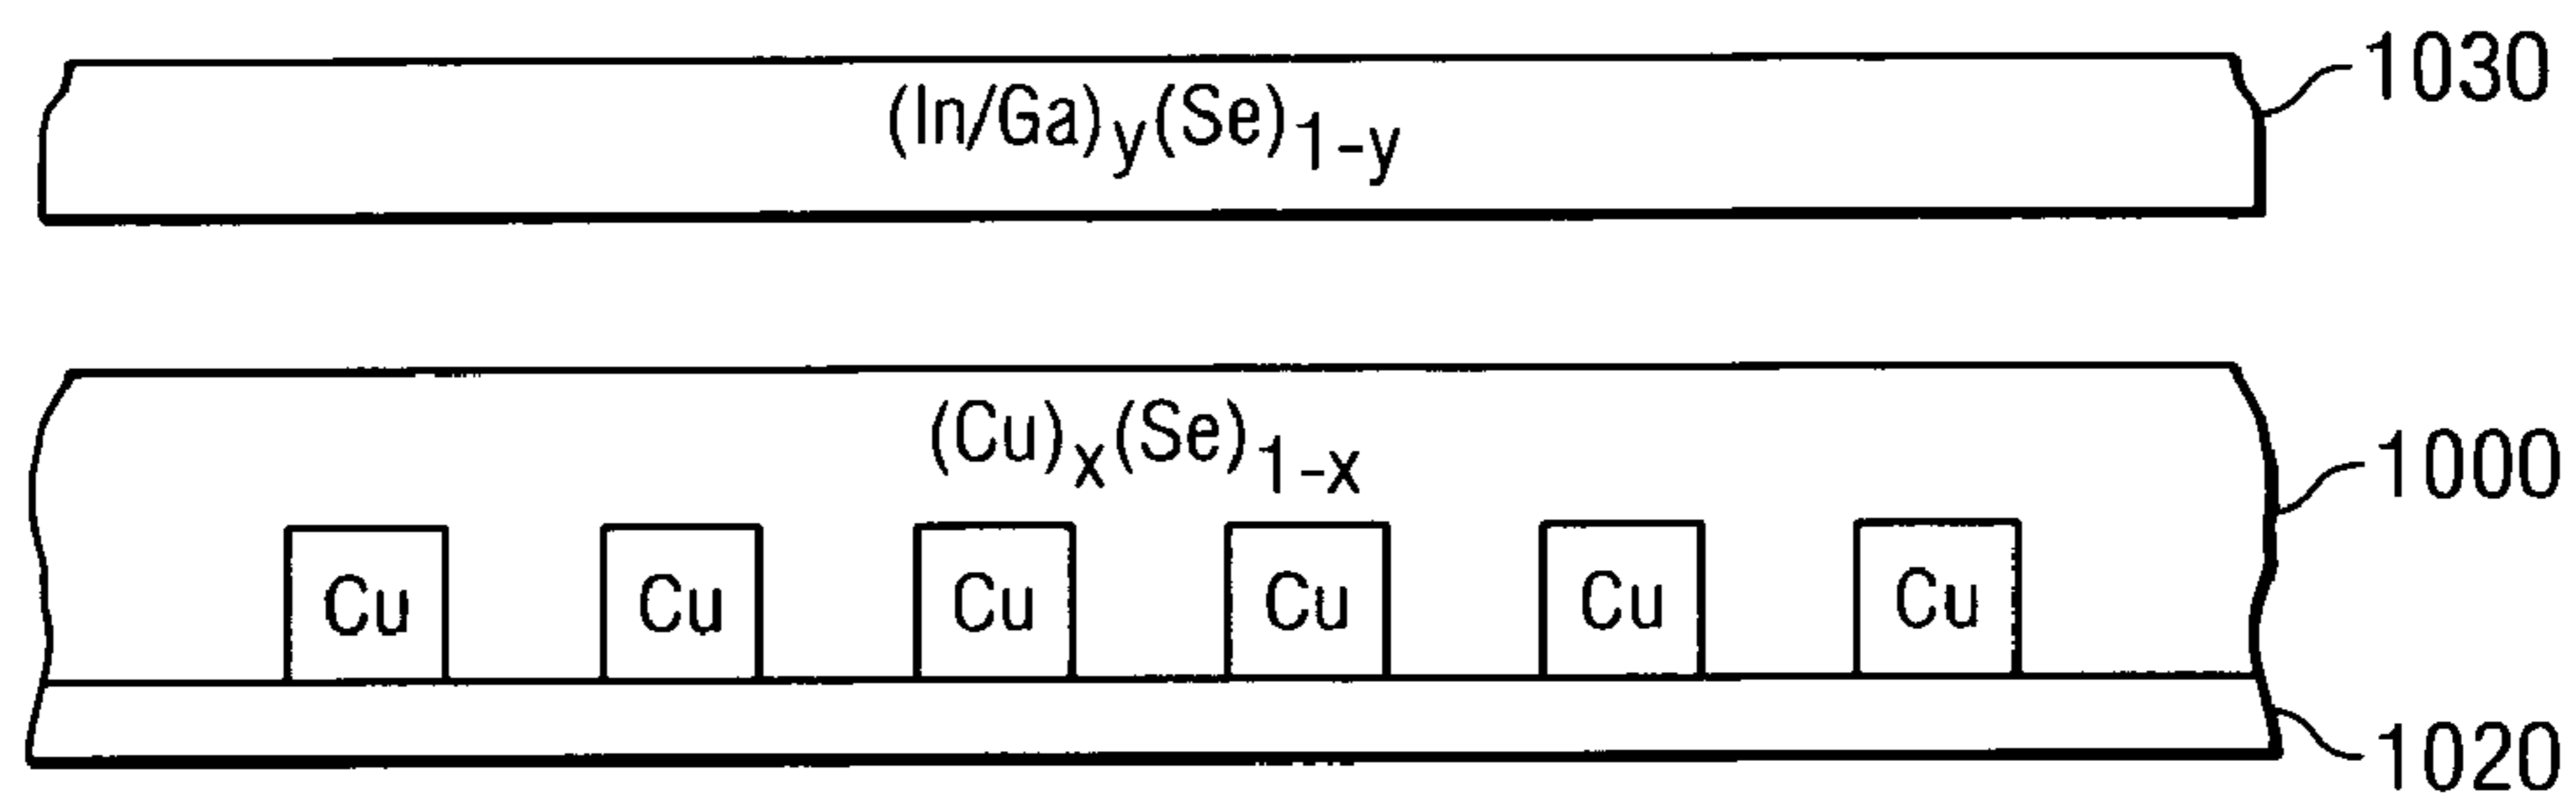 1030
(In/Ga)y(Se)1-y
(Cu)x(Se)1-x
1000
Cu Cu Cu Cu Cu Cu
1020